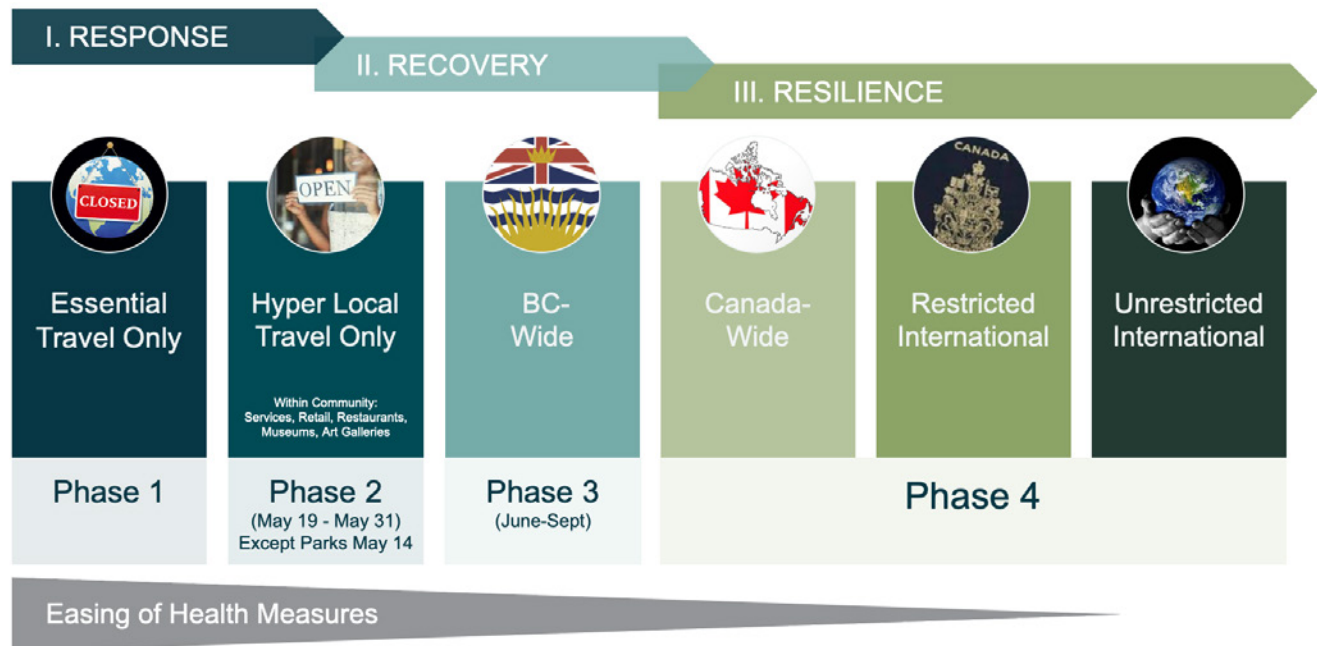 I. RESPONSE
II. RECOVERY
III. RESILIENCE
CLOSED
OPEN
CANADA
Essential
Travel Only
Hyper Local
Travel Only
Within Community:
Services, Retail, Restaurants,
Museums, Art Galleries
BC-
Wide
Canada-
Wide
Restricted
International
Unrestricted
International
Phase 1
Phase 2
(May 19 - May 31)
Except Parks May 14
Phase 3
(June-Sept)
Phase 4
Easing of Health Measures